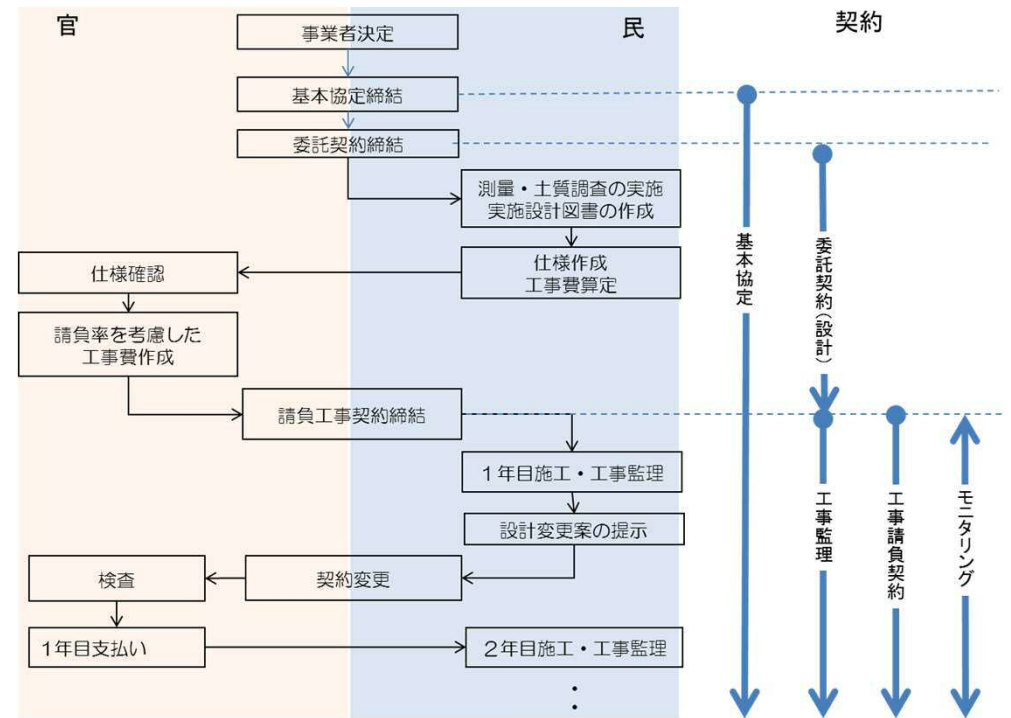 官
民
契約
事業者決定
基本協定締結
委託契約締結
測量・土質調査の実施
実施設計図書の作成
仕様作成
工事費算定
仕様確認
請負率を考慮した
工事費作成
請負工事契約締結
1年目施工・工事監理
設計変更案の提示
契約変更
検査
1年目支払い
2年目施工・工事監理
：
基本協定
委託契約(設計)
工事監理
工事請負契約
モニタリング